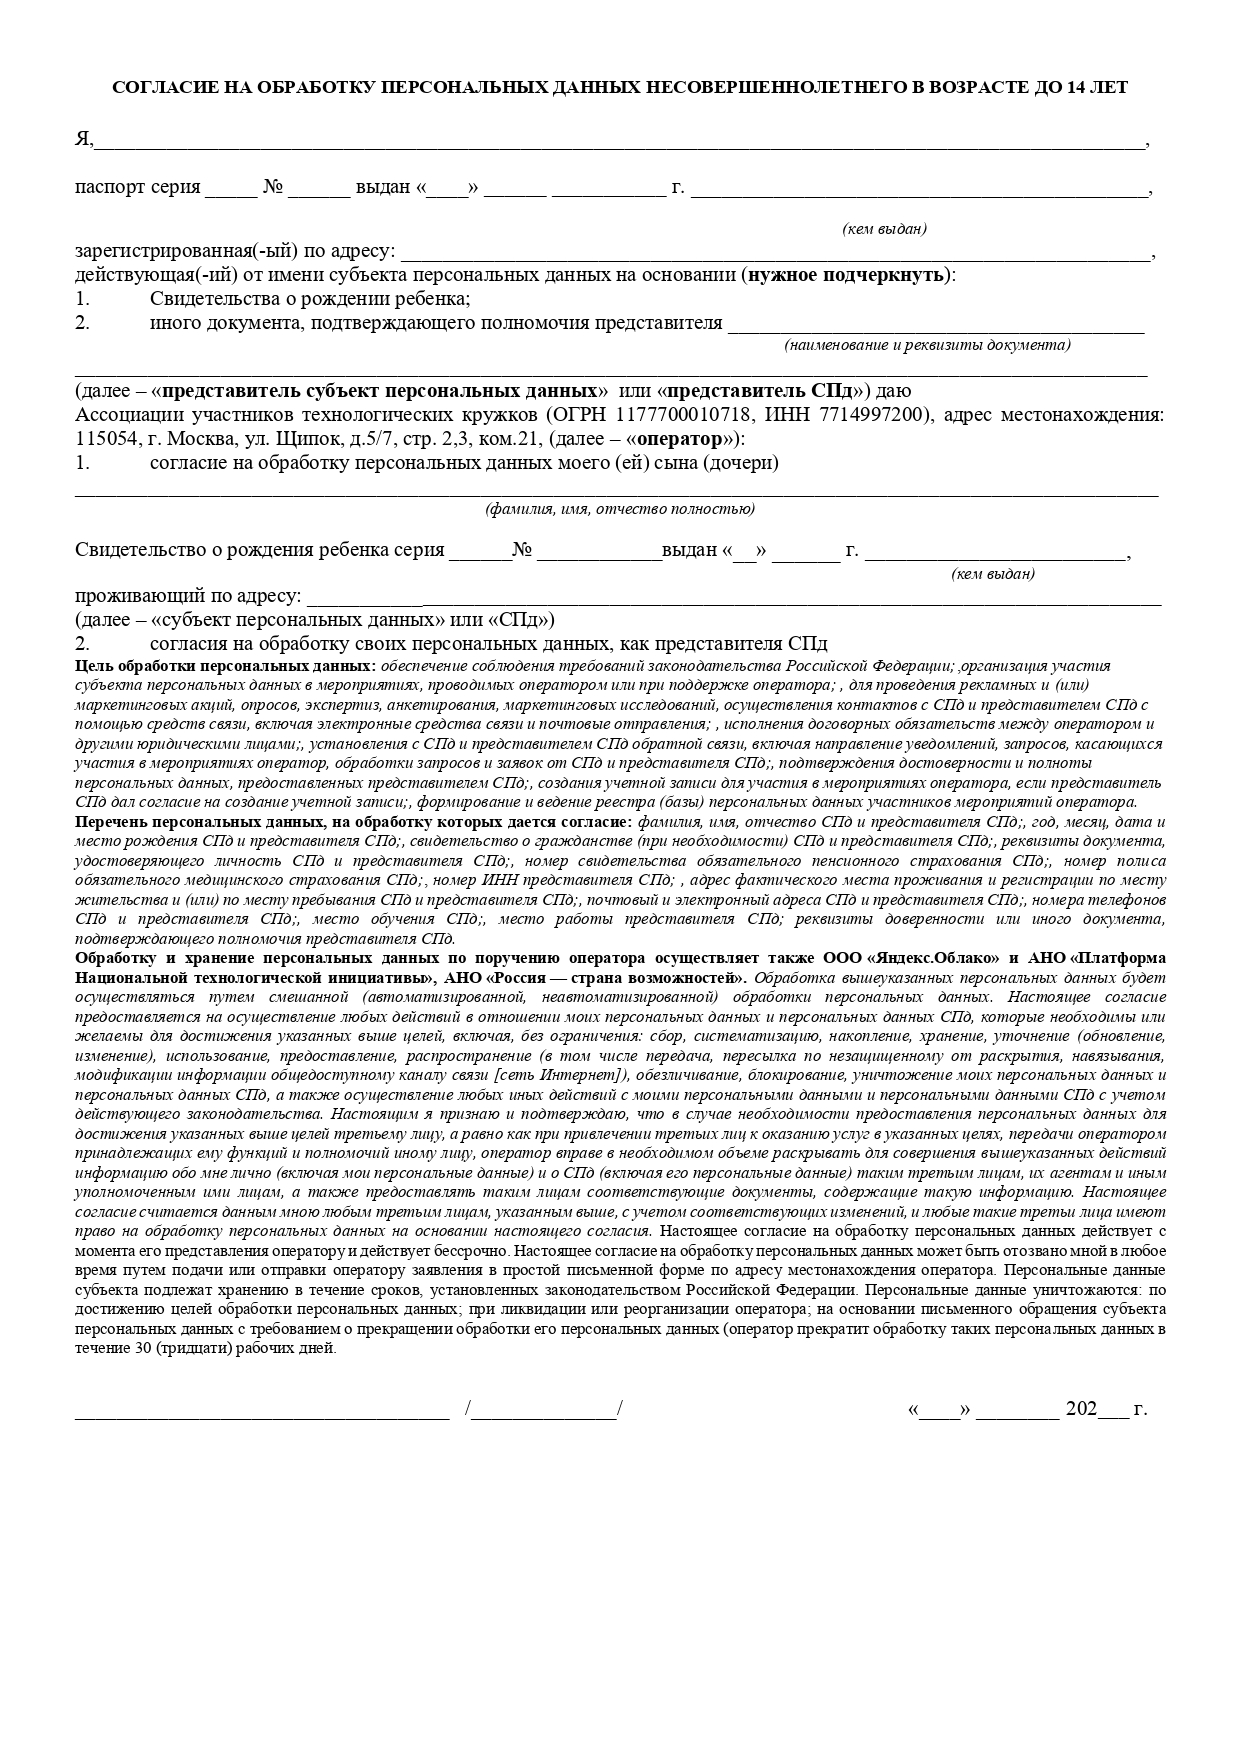 СОГЛАСИЕ НА ОБРАБОТКУ ПЕРСОНАЛЬНЫХ ДАННЫХ НЕСОВЕРШЕННОЛЕТНЕГО В ВОЗРАСТЕ ДО 14 ЛЕТ
Я,_____________________________________________________________________________________________________,
паспорт серия _____ № ______ выдан «____» ______ ___________ г. ____________________________________________,
(кем выдан)
зарегистрированная(-ый) по адресу: ________________________________________________________________________,
действующая(-ий) от имени субъекта персональных данных на основании (нужное подчеркнуть):
1. Свидетельства о рождении ребенка;
2. иного документа, подтверждающего полномочия представителя ________________________________________
(наименование и реквизиты документа)
_______________________________________________________________________________________________________
(далее – «представитель субъект персональных данных» или «представитель СПд») даю
Ассоциации участников технологических кружков (ОГРН 1177700010718, ИНН 7714997200), адрес местонахождения:
115054, г. Москва, ул. Щипок, д.5/7, стр. 2,3, ком.21, (далее – «оператор»):
1. согласие на обработку персональных данных моего (ей) сына (дочери)
________________________________________________________________________________________________________
(фамилия, имя, отчество полностью)
Свидетельство о рождения ребенка серия ______№ ____________выдан «__» _______ г. _________________________,
(кем выдан)
проживающий по адресу: __________________________________________________________________________________
(далее – «субъект персональных данных» или «СПд»)
2. согласия на обработку своих персональных данных, как представителя СПд
Цель обработки персональных данных: обеспечение соблюдения требований законодательства Российской Федерации; ,организация участия
субъекта персональных данных в мероприятиях, проводимых оператором или при поддержке оператора; , для проведения рекламных и (или)
маркетинговых акций, опросов, экспертиз, анкетирования, маркетинговых исследований, осуществления контактов с СПд и представителем СПд с
помощью средств связи, включая электронные средства связи и почтовые отправления; , исполнения договорных обязательств между оператором и
другими юридическими лицами;, установления с СПд и представителем СПд обратной связи, включая направление уведомлений, запросов, касающихся
участия в мероприятиях оператор, обработки запросов и заявок от СПд и представителя СПд;, подтверждения достоверности и полноты
персональных данных, предоставленных представителем СПд;, создания учетной записи для участия в мероприятиях оператора, если представитель
СПд дал согласие на создание учетной записи;, формирование и ведение реестра (базы) персональных данных участников мероприятий оператора.
Перечень персональных данных, на обработку которых дается согласие: фамилия, имя, отчество СПд и представителя СПд;, год, месяц, дата и
место рождения СПд и представителя СПд;, свидетельство о гражданстве (при необходимости) СПд и представителя СПд;, реквизиты документа,
удостоверяющего личность СПд и представителя СПд;, номер свидетельства обязательного пенсионного страхования СПд;, номер полиса
обязательного медицинского страхования СПд;, номер ИНН представителя СПд; , адрес фактического места проживания и регистрации по месту
жительства и (или) по месту пребывания СПд и представителя СПд;, почтовый и электронный адреса СПд и представителя СПд;, номера телефонов
СПд и представителя СПд;, место обучения СПд;, место работы представителя СПд; реквизиты доверенности или иного документа,
подтверждающего полномочия представителя СПд.
Обработку и хранение персональных данных по поручению оператора осуществляет также ООО «Яндекс.Облако» и АНО «Платформа
Национальной технологической инициативы», АНО «Россия — страна возможностей». Обработка вышеуказанных персональных данных будет
осуществляться путем смешанной (автоматизированной, неавтоматизированной) обработки персональных данных. Настоящее согласие
предоставляется на осуществление любых действий в отношении моих персональных данных и персональных данных СПд, которые необходимы или
желаемы для достижения указанных выше целей, включая, без ограничения: сбор, систематизацию, накопление, хранение, уточнение (обновление,
изменение), использование, предоставление, распространение (в том числе передача, пересылка по незащищенному от раскрытия, навязывания,
модификации информации общедоступному каналу связи [сеть Интернет]), обезличивание, блокирование, уничтожение моих персональных данных и
персональных данных СПд, а также осуществление любых иных действий с моими персональными данными и персональными данными СПд с учетом
действующего законодательства. Настоящим я признаю и подтверждаю, что в случае необходимости предоставления персональных данных для
достижения указанных выше целей третьему лицу, а равно как при привлечении третьих лиц к оказанию услуг в указанных целях, передачи оператором
принадлежащих ему функций и полномочий иному лицу, оператор вправе в необходимом объеме раскрывать для совершения вышеуказанных действий
информацию обо мне лично (включая мои персональные данные) и о СПд (включая его персональные данные) таким третьим лицам, их агентам и иным
уполномоченным ими лицам, а также предоставлять таким лицам соответствующие документы, содержащие такую информацию. Настоящее
согласие считается данным мною любым третьим лицам, указанным выше, с учетом соответствующих изменений, и любые такие третьи лица имеют
право на обработку персональных данных на основании настоящего согласия. Настоящее согласие на обработку персональных данных действует с
момента его представления оператору и действует бессрочно. Настоящее согласие на обработку персональных данных может быть отозвано мной в любое
время путем подачи или отправки оператору заявления в простой письменной форме по адресу местонахождения оператора. Персональные данные
субъекта подлежат хранению в течение сроков, установленных законодательством Российской Федерации. Персональные данные уничтожаются: по
достижению целей обработки персональных данных; при ликвидации или реорганизации оператора; на основании письменного обращения субъекта
персональных данных с требованием о прекращении обработки его персональных данных (оператор прекратит обработку таких персональных данных в
течение 30 (тридцати) рабочих дней.
____________________________________ /______________/ «____» ________ 202___ г.